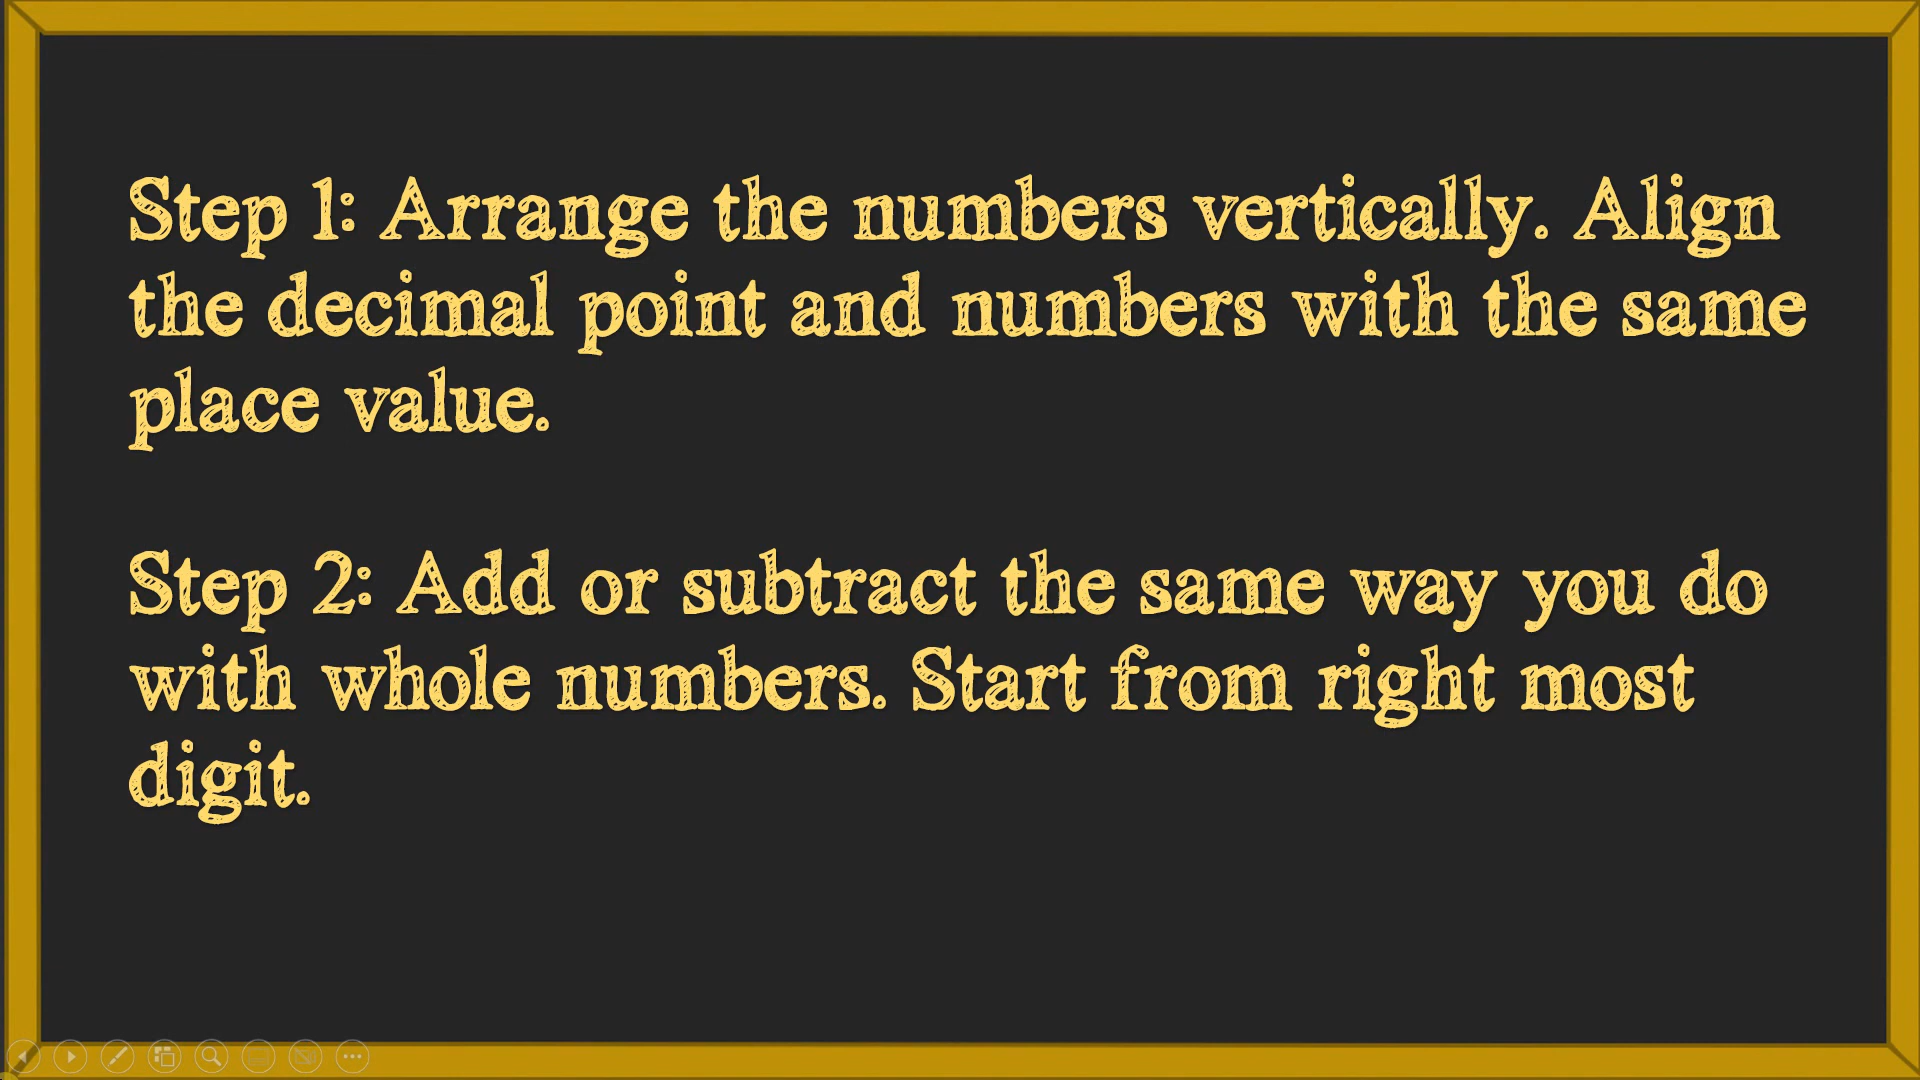 Step 1: Arrange the numbers vertically. Align
the decimal point and numbers with the same
place value.
Step 2: Add or subtract the same way you do
with whole numbers. Start from right most
digit.